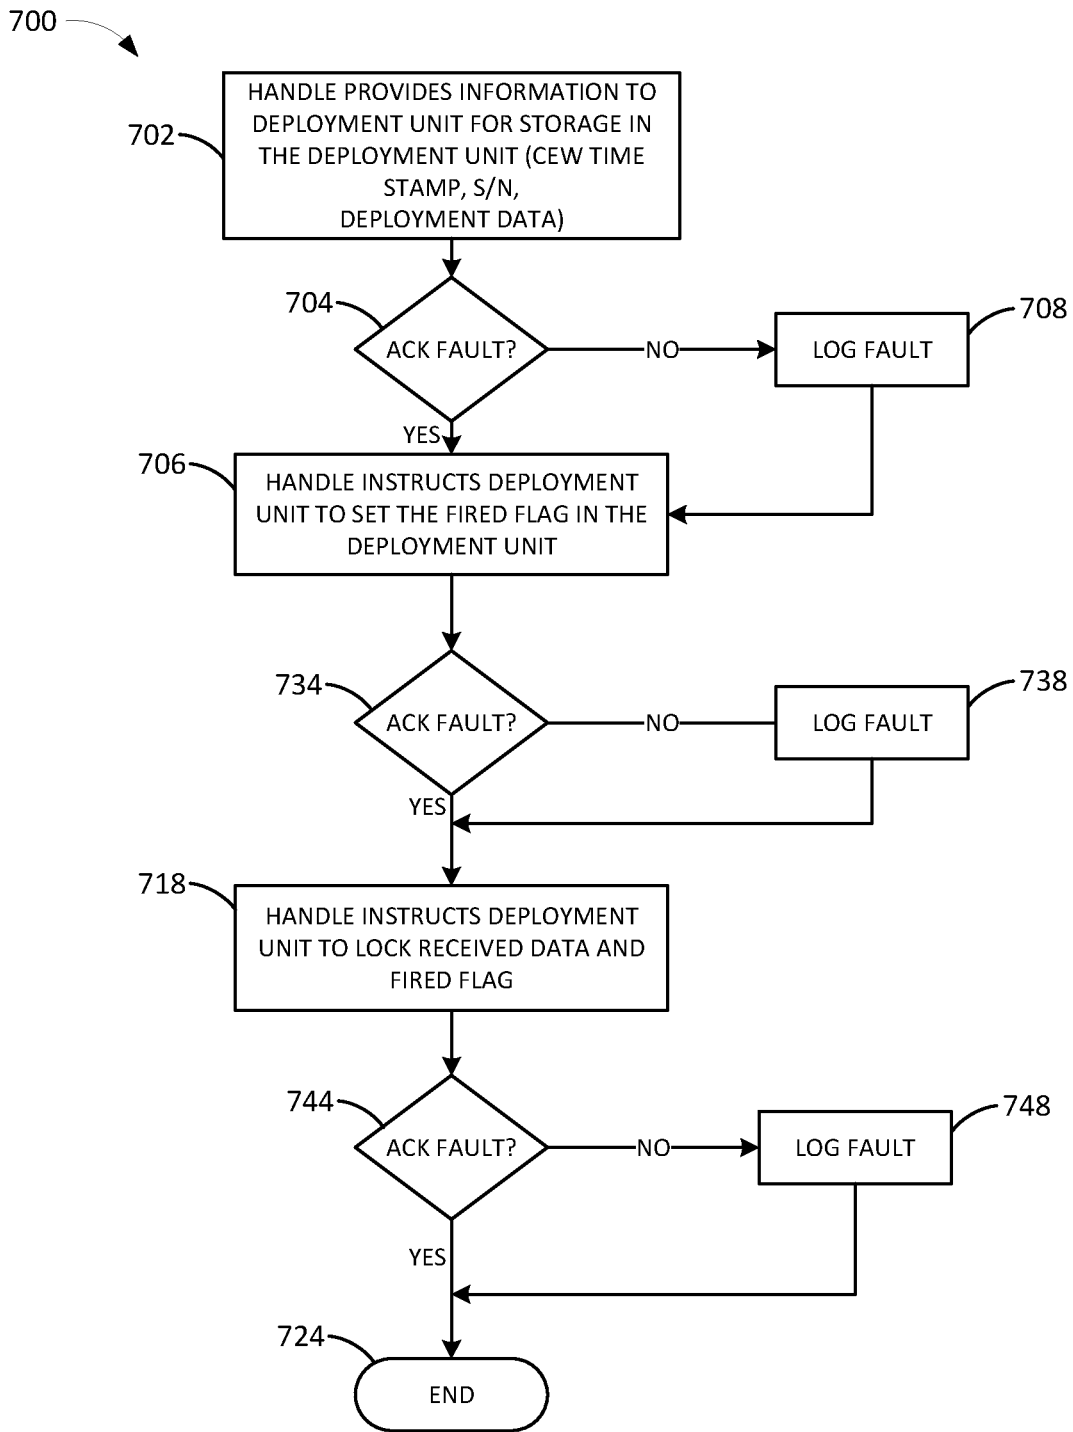 700
HANDLE PROVIDES INFORMATION TO
DEPLOYMENT UNIT FOR STORAGE IN
THE DEPLOYMENT UNIT (CEW TIME
STAMP, S/N,
DEPLOYMENT DATA)
702
704
ACK FAULT?
NO
LOG FAULT
708
YES
706
HANDLE INSTRUCTS DEPLOYMENT
UNIT TO SET THE FIRED FLAG IN THE
DEPLOYMENT UNIT
734
ACK FAULT?
NO
LOG FAULT
738
YES
718
HANDLE INSTRUCTS DEPLOYMENT
UNIT TO LOCK RECEIVED DATA AND
FIRED FLAG
744
ACK FAULT?
NO
LOG FAULT
748
YES
724
END